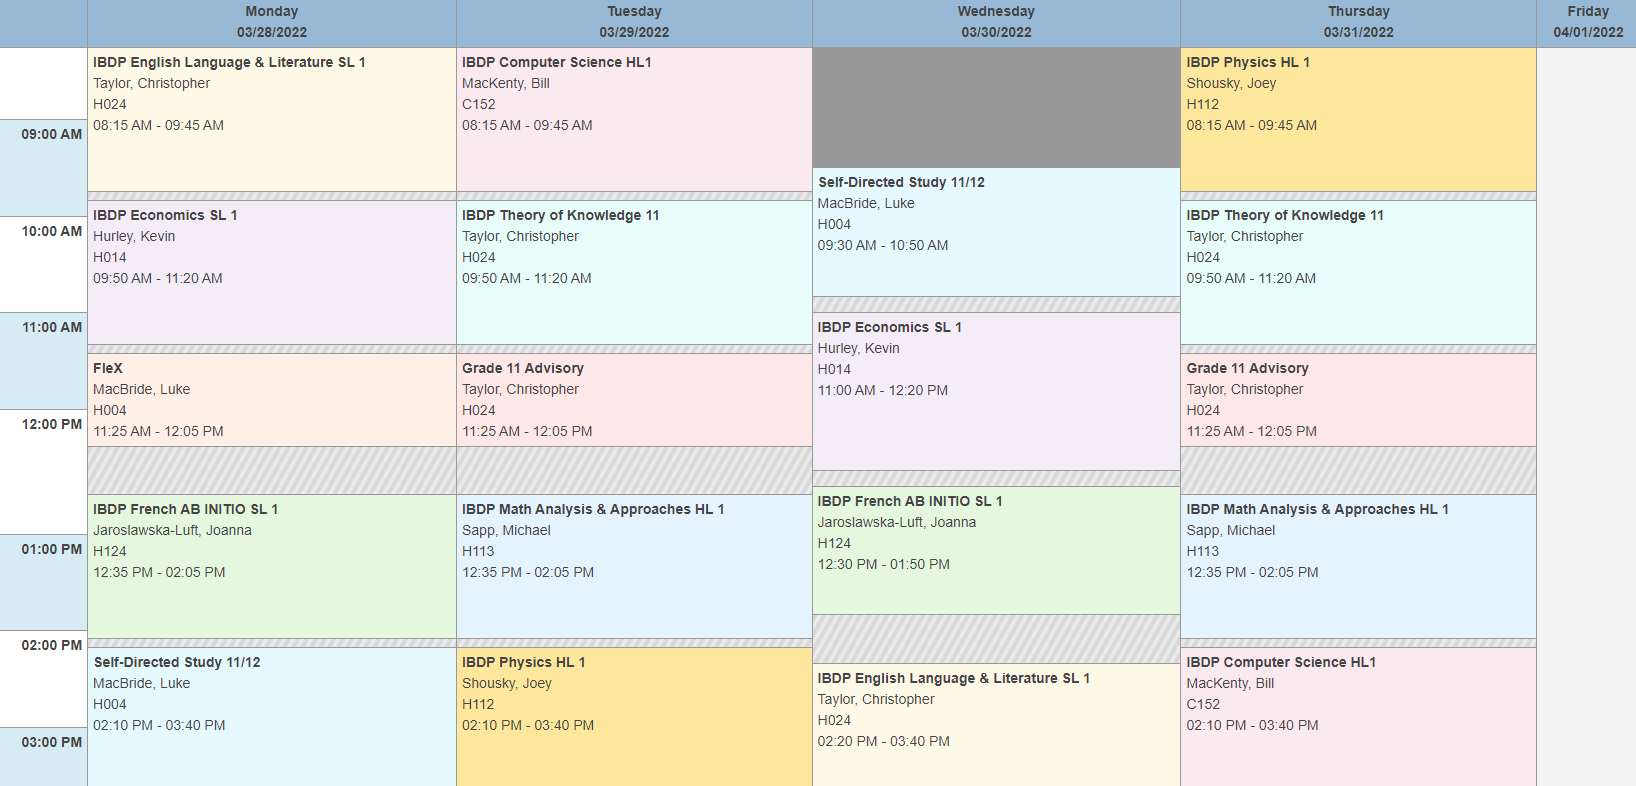 Monday
03/28/2022
Tuesday
03/29/2022
Wednesday
03/30/2022
Thursday
03/31/2022
Friday
04/01/2022
09:00 AM
10:00 AM
11:00 AM
12:00 PM
01:00 PM
02:00 PM
03:00 PM
IBDP English Language & Literature SL 1
Taylor, Christopher
H024
08:15 AM - 09:45 AM
IBDP Economics SL 1
Hurley, Kevin
H014
09:50 AM - 11:20 AM
FleX
MacBride, Luke
H004
11:25 AM - 12:05 PM
IBDP French AB INITIO SL 1
Jaroslawska-Luft, Joanna
H124
12:35 PM - 02:05 PM
Self-Directed Study 11/12
MacBride, Luke
H004
02:10 PM - 03:40 PM
IBDP Computer Science HL1
MacKenty, Bill
C152
08:15 AM - 09:45 AM
IBDP Theory of Knowledge 11
Taylor, Christopher
H024
09:50 AM - 11:20 AM
Grade 11 Advisory
Taylor, Christopher
H024
11:25 AM - 12:05 PM
IBDP Math Analysis & Approaches HL 1
Sapp, Michael
H113
12:35 PM - 02:05 PM
IBDP Physics HL 1
Shousky, Joey
H112
02:10 PM - 03:40 PM
Self-Directed Study 11/12
MacBride, Luke
H004
09:30 AM - 10:50 AM
IBDP Economics SL 1
Hurley, Kevin
H014
11:00 AM - 12:20 PM
IBDP French AB INITIO SL 1
Jaroslawska-Luft, Joanna
H124
12:30 PM - 01:50 PM
IBDP English Language & Literature SL 1
Taylor, Christopher
H024
02:20 PM - 03:40 PM
IBDP Physics HL 1
Shousky, Joey
H112
08:15 AM - 09:45 AM
IBDP Theory of Knowledge 11
Taylor, Christopher
H024
09:50 AM - 11:20 AM
Grade 11 Advisory
Taylor, Christopher
H024
11:25 AM - 12:05 PM
IBDP Math Analysis & Approaches HL 1
Sapp, Michael
H113
12:35 PM - 02:05 PM
IBDP Computer Science HL1
MacKenty, Bill
C152
02:10 PM - 03:40 PM